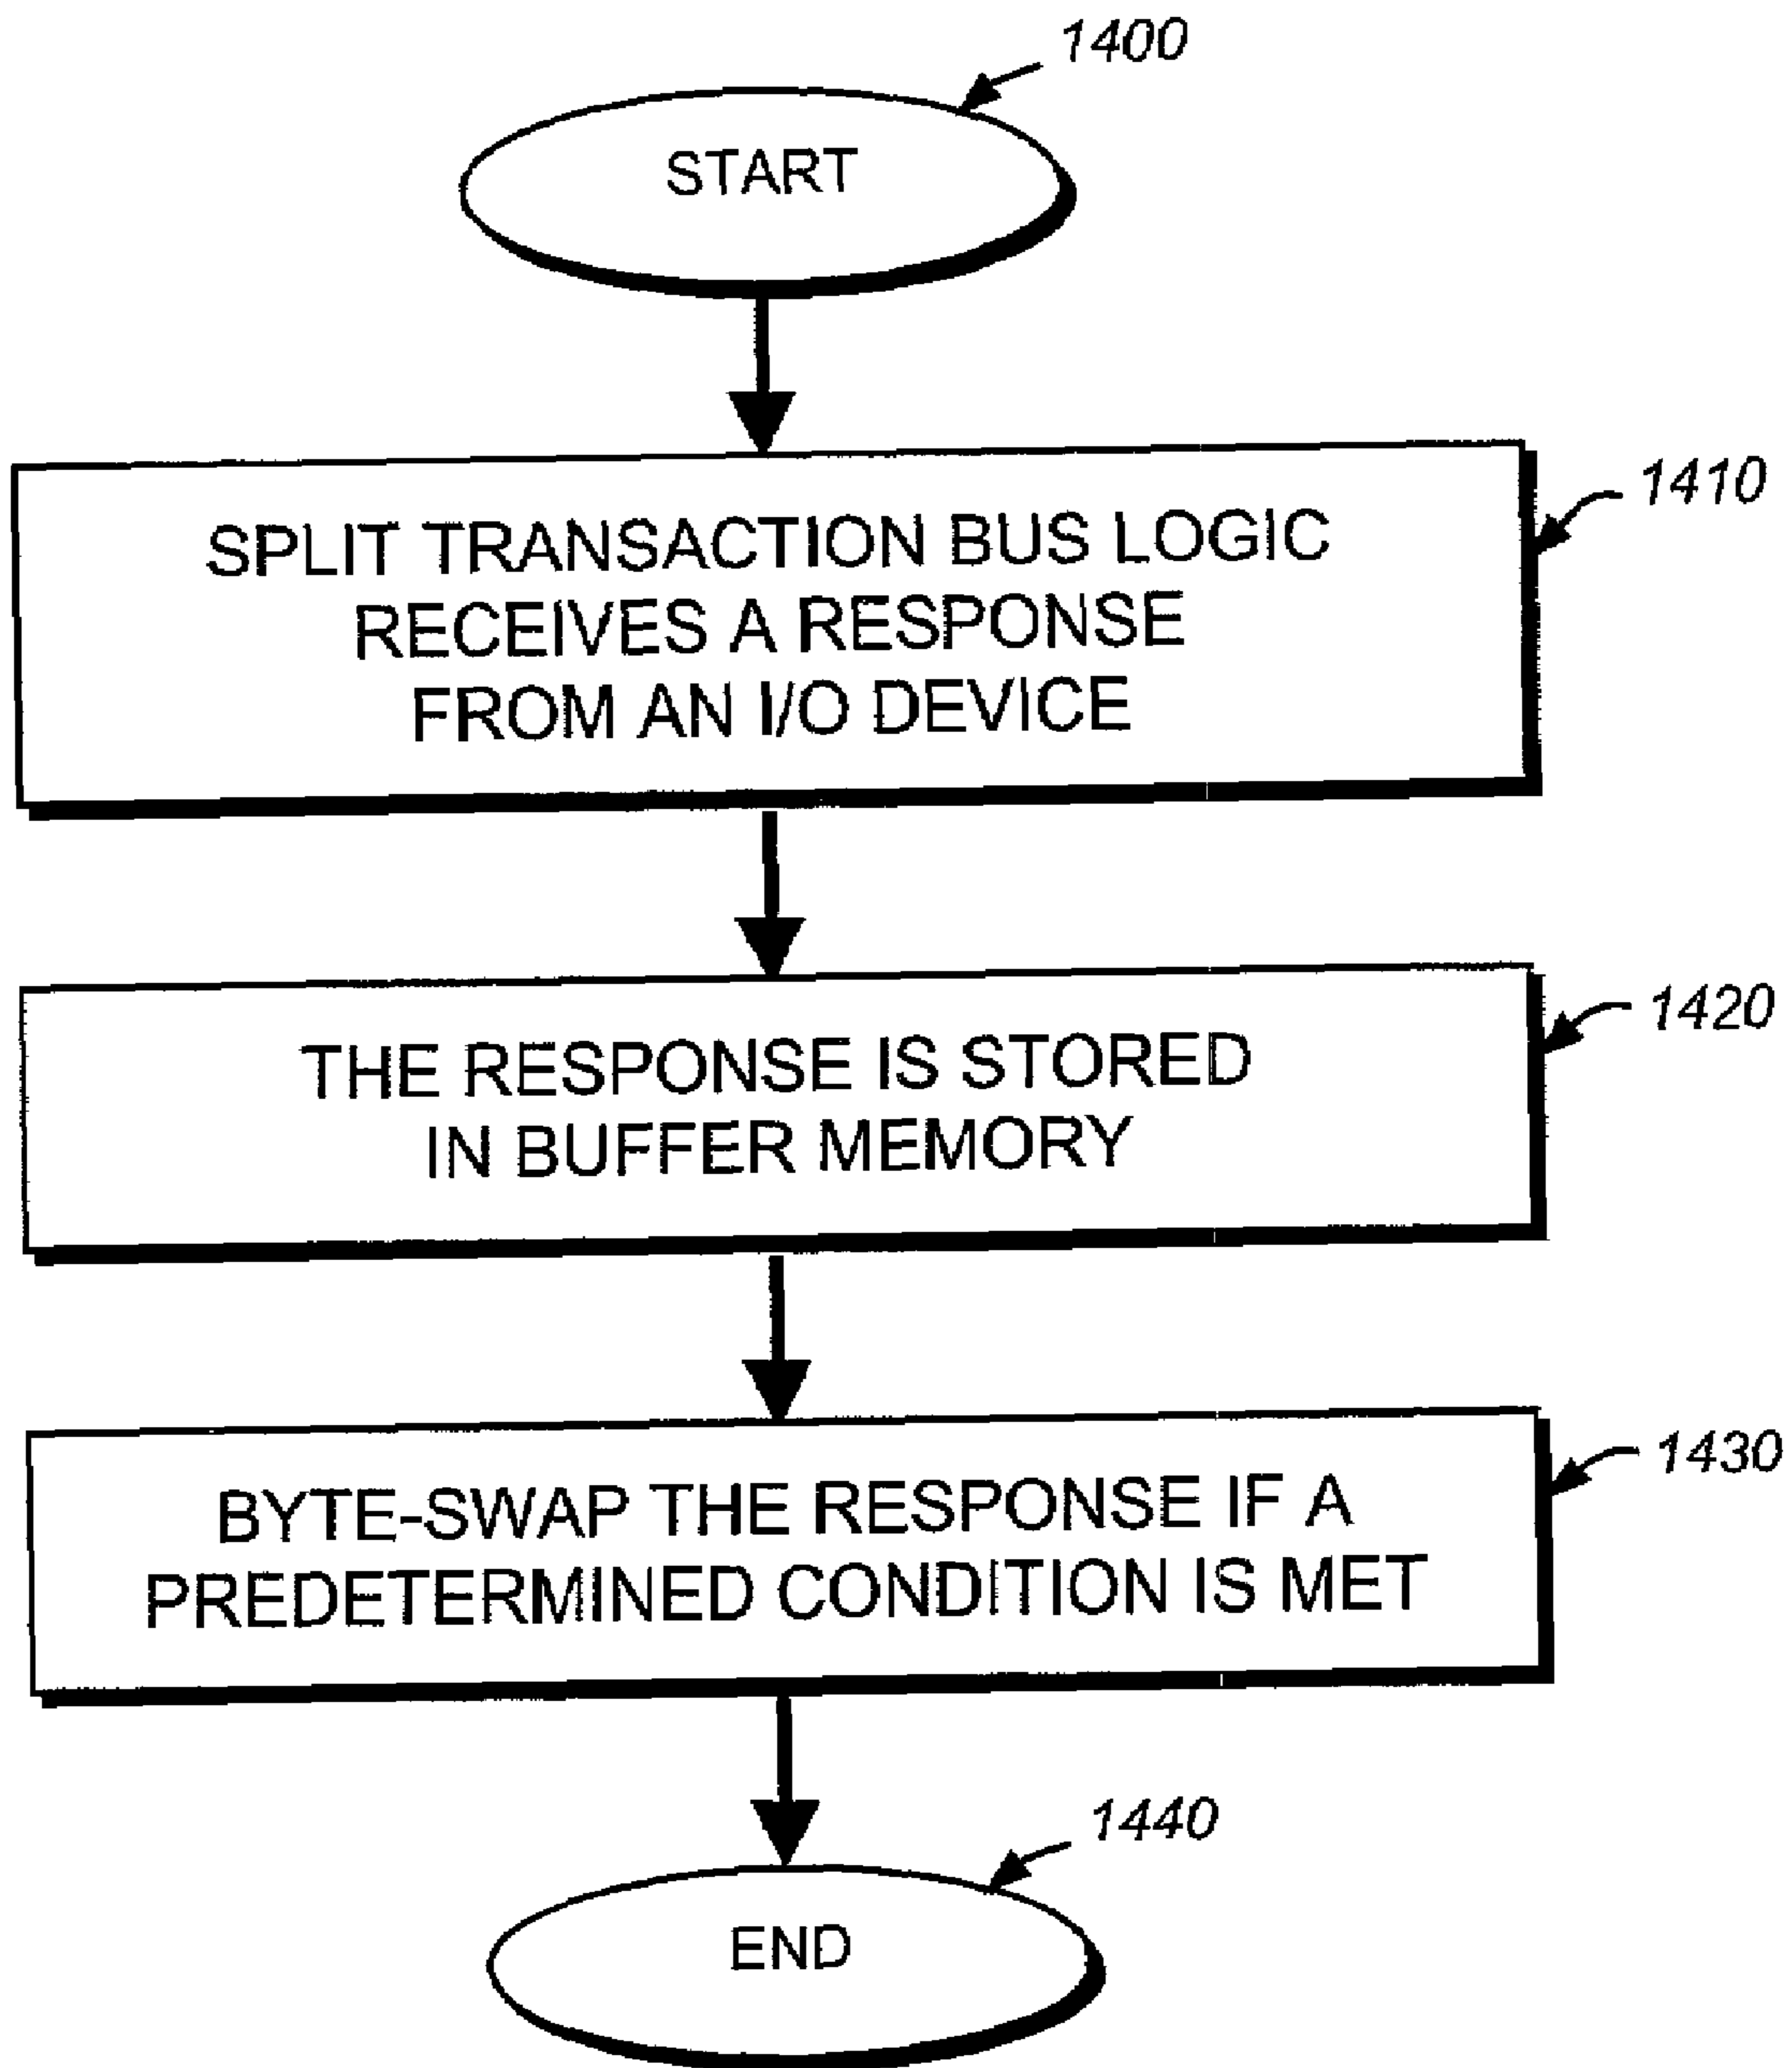 1400
START
1410
SPLIT TRANSACTION BUS LOGIC
RECEIVES A RESPONSE
FROM AN I/O DEVICE
1420
THE RESPONSE IS STORED
IN BUFFER MEMORY
1430
BYTE-SWAP THE RESPONSE IF A
PREDETERMINED CONDITION IS MET
1440
END